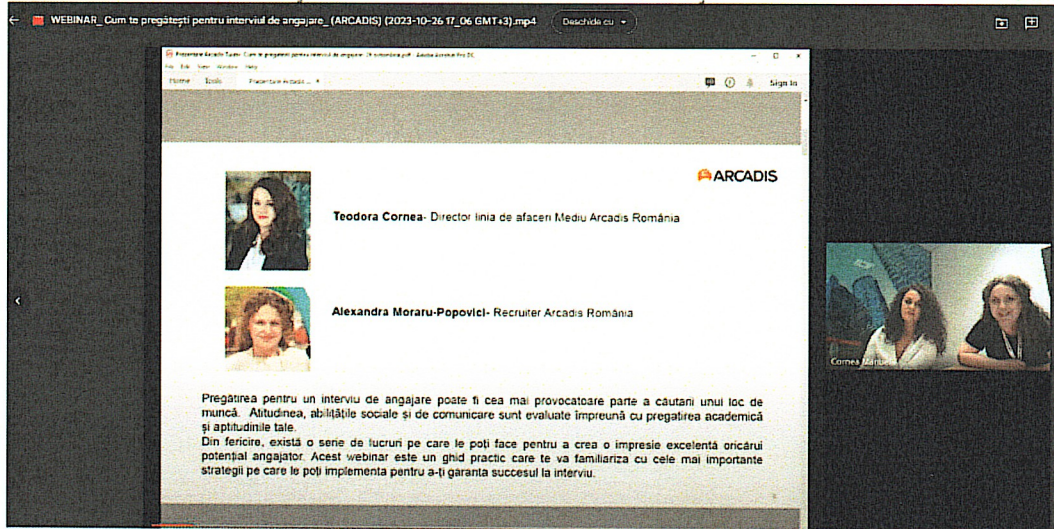 WEBINAR_ Cum te pregătești pentru interviul de angajare_ (ARCADIS) (2023-10-26 17_06 GMT+3).mp4
Deschide cu
File Edit View Window Help
Home Tools
Sign In
ARCADIS
Teodora Cornea- Director linia de afaceri Mediu Arcadis România
Alexandra Moraru-Popovici- Recruiter Arcadis România
Cornea Manuela
Pregătirea pentru un interviu de angajare poate fi cea mai provocatoare parte a căutarii unui loc de
muncă. Atitudinea, abilitățile sociale și de comunicare sunt evaluate împreună cu pregatirea academică
și aptitudinile tale.
Din fericire, există o serie de lucruri pe care le poți face pentru a crea o impresie excelentă oricărui
potențial angajator. Acest webinar este un ghid practic care te va familiariza cu cele mai importante
strategii pe care le poți implementa pentru a-ți garanta succesul la interviu.